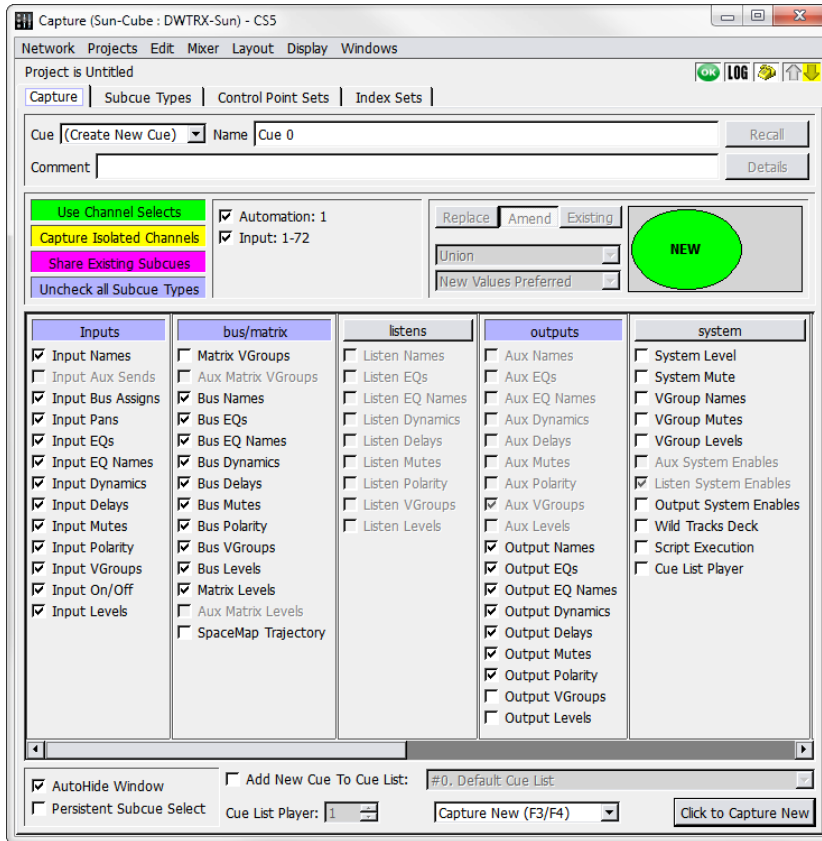 Capture (Sun-Cube : DWTRX-Sun) - CS5
Network Projects Edit Mixer Layout Display Windows
Project is Untitled
OK LOG
Capture Subcue Types Control Point Sets Index Sets
Cue (Create New Cue) Name Cue 0 Recall
Comment Details
Use Channel Selects
Capture Isolated Channels
Share Existing Subcues
Uncheck all Subcue Types
Automation: 1
Input: 1-72
Replace Amend Existing
Union
New Values Preferred
NEW
Inputs
Input Names
Input Aux Sends
Input Bus Assigns
Input Pans
Input EQs
Input EQ Names
Input Dynamics
Input Delays
Input Mutes
Input Polarity
Input VGroups
Input On/Off
Input Levels
bus/matrix
Matrix VGroups
Aux Matrix VGroups
Bus Names
Bus EQs
Bus EQ Names
Bus Dynamics
Bus Delays
Bus Mutes
Bus Polarity
Bus VGroups
Bus Levels
Matrix Levels
Aux Matrix Levels
SpaceMap Trajectory
listens
Listen Names
Listen EQs
Listen EQ Names
Listen Dynamics
Listen Delays
Listen Mutes
Listen Polarity
Listen VGroups
Listen Levels
outputs
Aux Names
Aux EQs
Aux EQ Names
Aux Dynamics
Aux Delays
Aux Mutes
Aux Polarity
Aux VGroups
Aux Levels
Output Names
Output EQs
Output EQ Names
Output Dynamics
Output Delays
Output Mutes
Output Polarity
Output VGroups
Output Levels
system
System Level
System Mute
VGroup Names
VGroup Mutes
VGroup Levels
Aux System Enables
Listen System Enables
Output System Enables
Wild Tracks Deck
Script Execution
Cue List Player
AutoHide Window
Persistent Subcue Select
Add New Cue To Cue List: #0, Default Cue List
Cue List Player: 1 Capture New (F3/F4) Click to Capture New